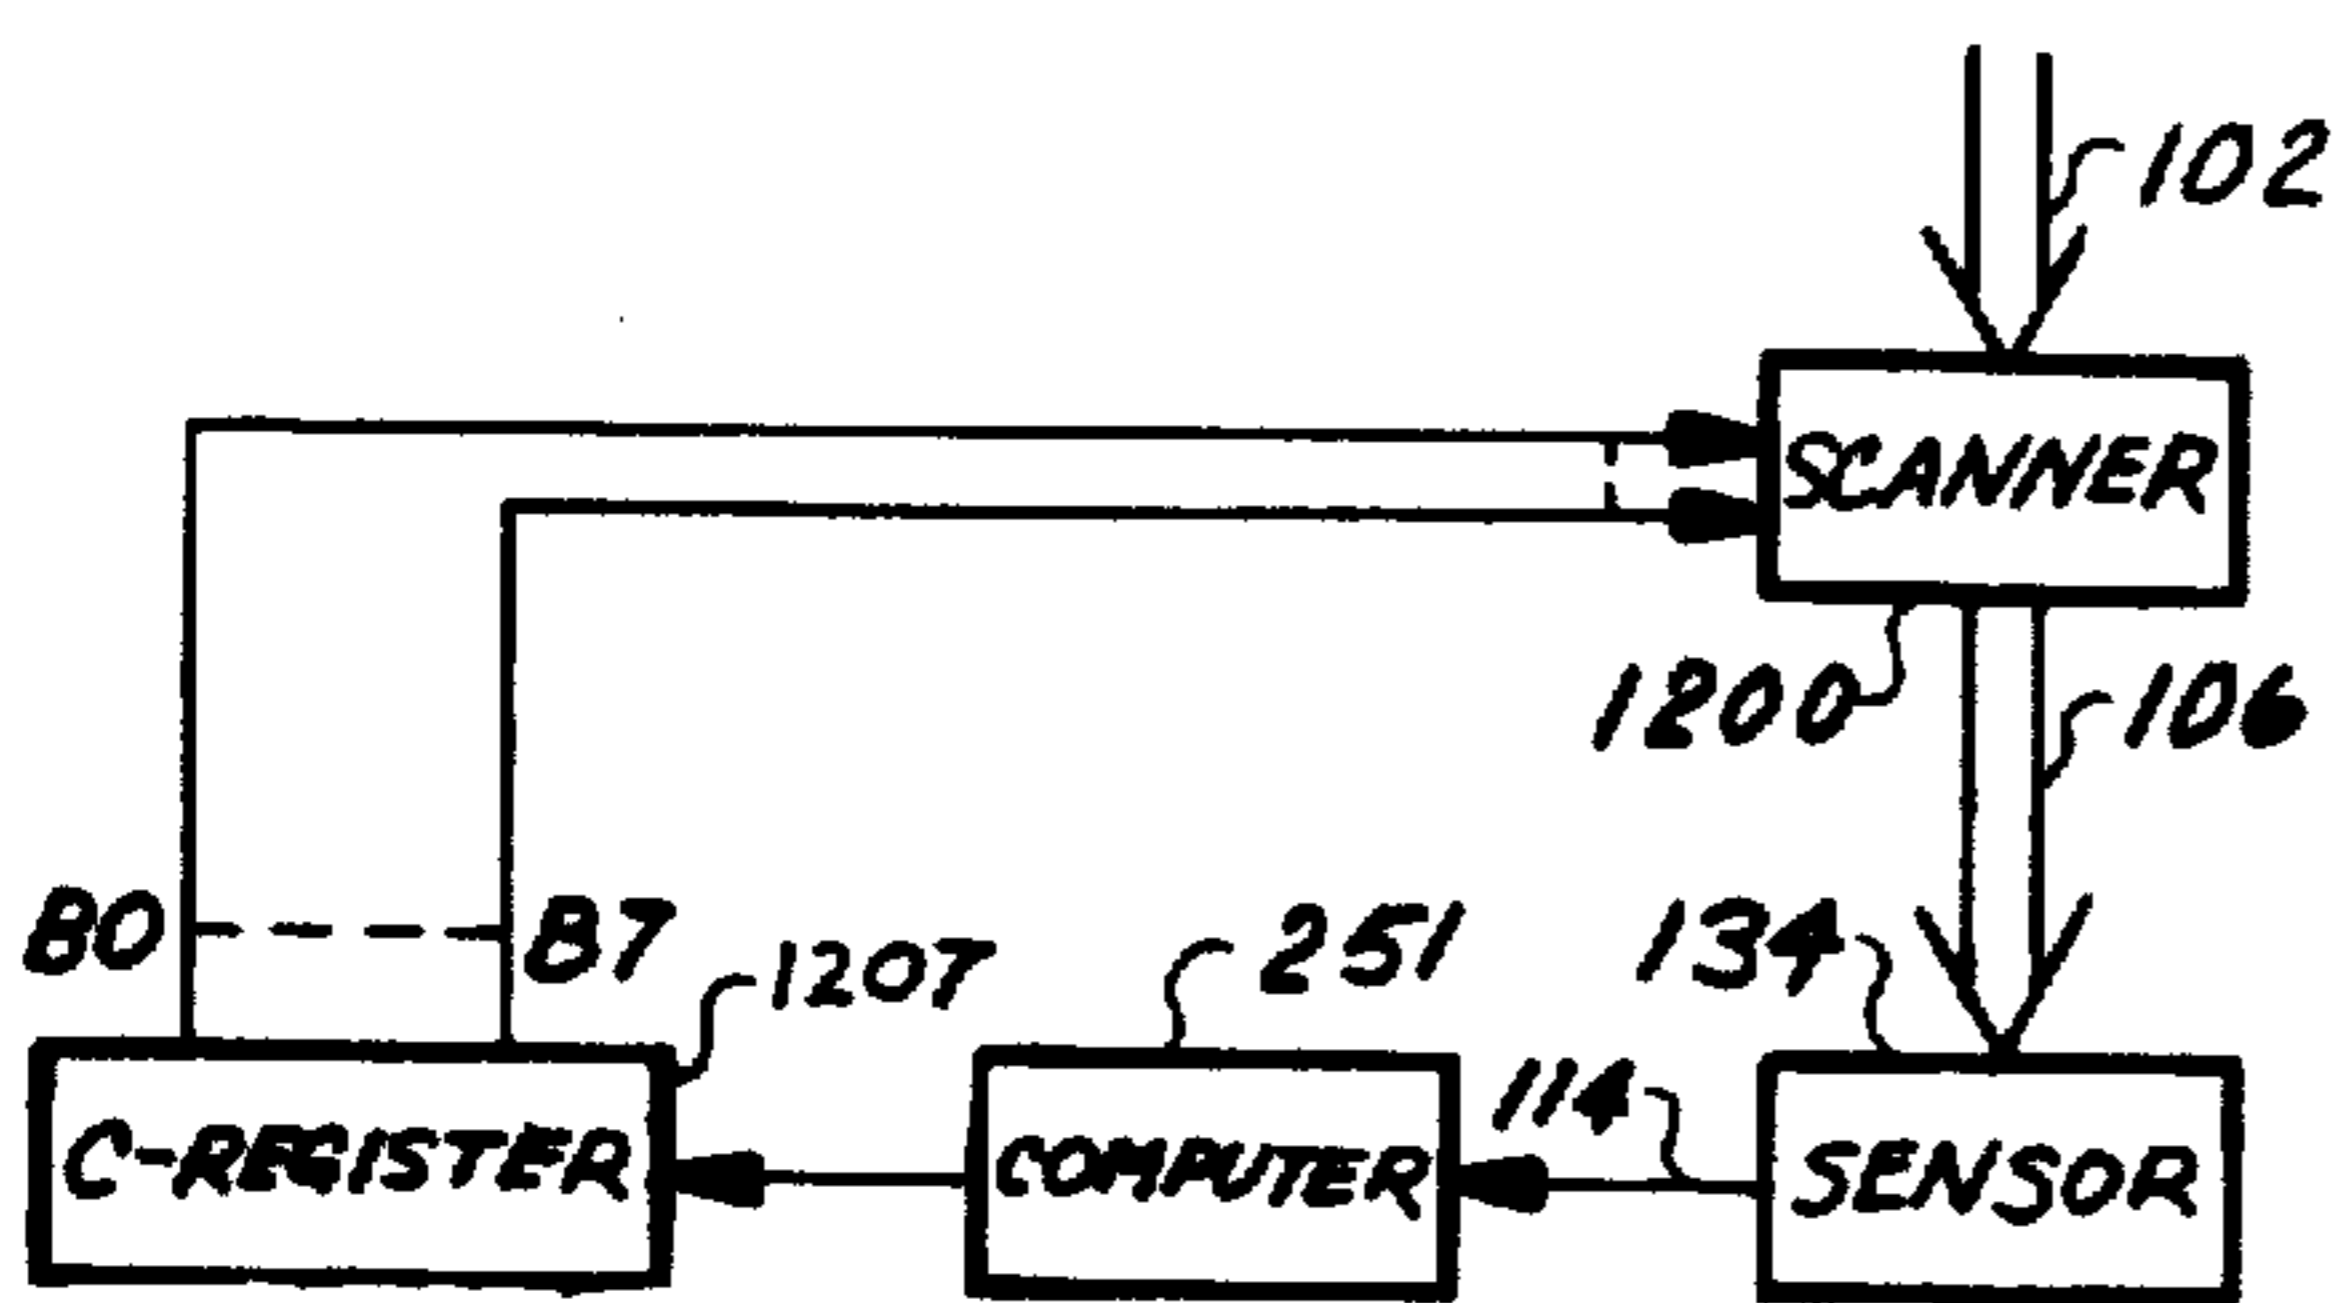 102
SCANNER
1200
106
B0
B7
1207
251
134
114
C-REGISTER
COMPUTER
SENSOR